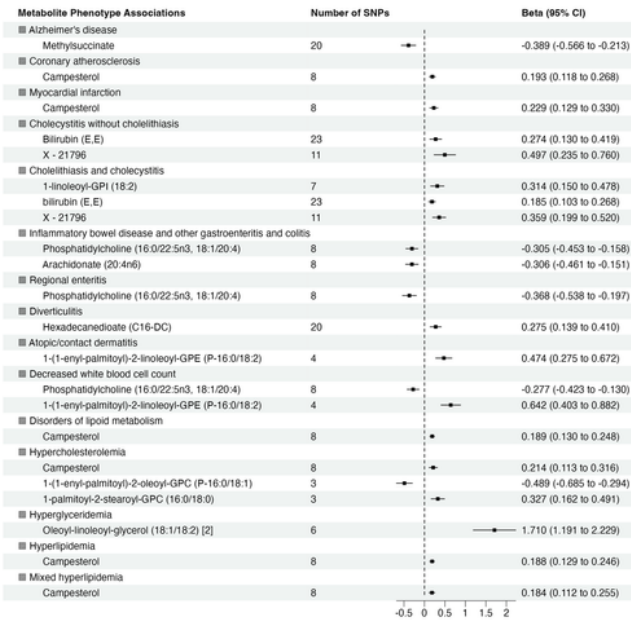 Metabolite Phenotype Associations Number of SNPs Beta (95% CI)
Alzheimer's disease
Methylsuccinate 20 -0.389 (-0.566 to -0.213)
Coronary atherosclerosis
Campesterol 8 0.193 (0.118 to 0.268)
Myocardial infarction
Campesterol 8 0.229 (0.129 to 0.330)
Cholecystitis without cholelithiasis
Bilirubin (E,E) 23 0.274 (0.130 to 0.419)
X - 21796 11 0.497 (0.235 to 0.760)
Cholelithiasis and cholecystitis
1-linoleoyl-GPI (18:2) 7 0.314 (0.150 to 0.478)
bilirubin (E,E) 23 0.185 (0.103 to 0.268)
X - 21796 11 0.359 (0.199 to 0.520)
Inflammatory bowel disease and other gastroenteritis and colitis
Phosphatidylcholine (16:0/22:5n3, 18:1/20:4) 8 -0.305 (-0.453 to -0.158)
Arachidonate (20:4n6) 8 -0.306 (-0.461 to -0.151)
Regional enteritis
Phosphatidylcholine (16:0/22:5n3, 18:1/20:4) 8 -0.368 (-0.538 to -0.197)
Diverticulitis
Hexadecanedioate (C16-DC) 20 0.275 (0.139 to 0.410)
Atopic/contact dermatitis
1-(1-enyl-palmitoyl)-2-linoleoyl-GPE (P-16:0/18:2) 4 0.474 (0.275 to 0.672)
Decreased white blood cell count
Phosphatidylcholine (16:0/22:5n3, 18:1/20:4) 8 -0.277 (-0.423 to -0.130)
1-(1-enyl-palmitoyl)-2-linoleoyl-GPE (P-16:0/18:2) 4 0.642 (0.403 to 0.882)
Disorders of lipoid metabolism
Campesterol 8 0.189 (0.130 to 0.248)
Hypercholesterolemia
Campesterol 8 0.214 (0.113 to 0.316)
1-(1-enyl-palmitoyl)-2-oleoyl-GPC (P-16:0/18:1) 3 -0.489 (-0.685 to -0.294)
1-palmitoyl-2-stearoyl-GPC (16:0/18:0) 3 0.327 (0.162 to 0.491)
Hyperglyceridemia
Oleoyl-linoleoyl-glycerol (18:1/18:2) [2] 6 1.710 (1.191 to 2.229)
Hyperlipidemia
Campesterol 8 0.188 (0.129 to 0.246)
Mixed hyperlipidemia
Campesterol 8 0.184 (0.112 to 0.255)
-0.5 0 0.5 1 1.5 2